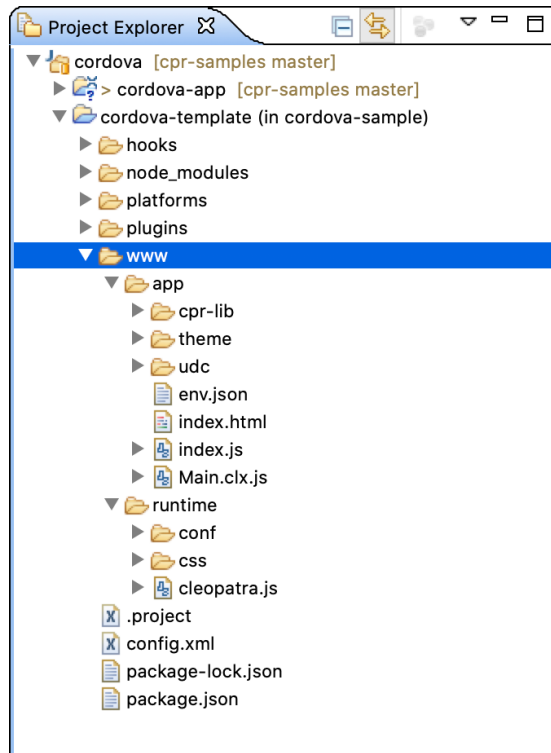 Project Explorer
cordova [cpr-samples master]
> cordova-app [cpr-samples master]
cordova-template (in cordova-sample)
hooks
node_modules
platforms
plugins
www
app
cpr-lib
theme
udc
env.json
index.html
index.js
Main.clx.js
runtime
conf
css
cleopatra.js
.project
config.xml
package-lock.json
package.json